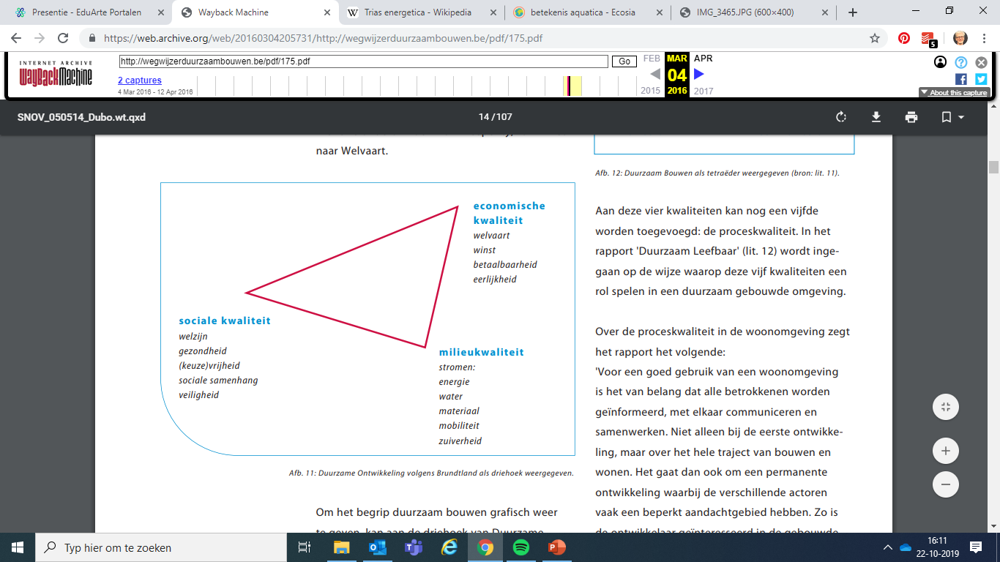 Presentie - EduArte Portalen
Wayback Machine
Trias energetica - Wikipedia
betekenis aquatica - Ecosia
IMG_3465.JPG (600×400)
https://web.archive.org/web/20160304205731/http://wegwijzerduurzaambouwen.be/pdf/175.pdf
5
INTERNET ARCHIVE
WayBackMachine
http://wegwijzerduurzaambouwen.be/pdf/175.pdf
Go
FEB MAR APR
2 captures
04
4 Mar 2016 - 12 Apr 2016
2015 2016 2017
About this capture
SNOV_050514_Dubo.wt.qxd
14 / 107
naar Welvaart.
economische
kwaliteit
welvaart
winst
betaalbaarheid
eerlijkheid
sociale kwaliteit
welzijn
gezondheid
(keuze)vrijheid
sociale samenhang
veiligheid
milieukwaliteit
stromen:
energie
water
materiaal
mobiliteit
zuiverheid
Afb. 11: Duurzame Ontwikkeling volgens Brundtland als driehoek weergegeven.
Om het begrip duurzaam bouwen grafisch weer
te geven, kan aan de driehoek van Duurzame
Afb. 12: Duurzaam Bouwen als tetraëder weergegeven (bron: lit. 11).
Aan deze vier kwaliteiten kan nog een vijfde
worden toegevoegd: de proceskwaliteit. In het
rapport 'Duurzaam Leefbaar' (lit. 12) wordt inge-
gaan op de wijze waarop deze vijf kwaliteiten een
rol spelen in een duurzaam gebouwde omgeving.
Over de proceskwaliteit in de woonomgeving zegt
het rapport het volgende:
'Voor een goed gebruik van een woonomgeving
is het van belang dat alle betrokkenen worden
geïnformeerd, met elkaar communiceren en
samenwerken. Niet alleen bij de eerste ontwikke-
ling, maar over het hele traject van bouwen en
wonen. Het gaat dan ook om een permanente
ontwikkeling waarbij de verschillende actoren
vaak een beperkt aandachtgebied hebben. Zo is
de ontwikkelaar geïnteresseerd in de gebouwde
Typ hier om te zoeken
16:11
22-10-2019